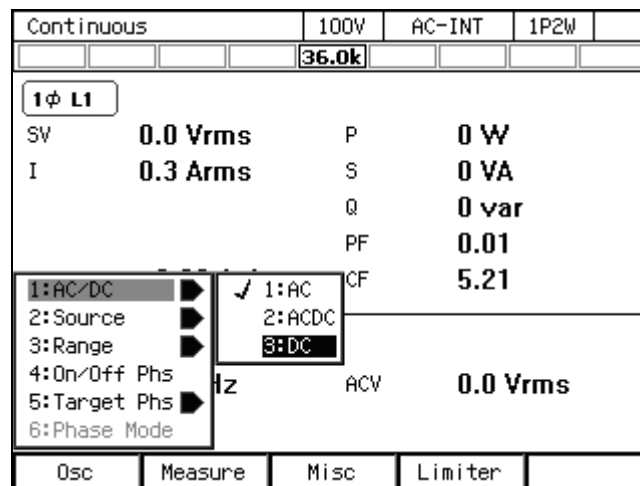 Continuous 100V AC-INT 1P2W
36.0k
1ϕ L1
SV 0.0 Vrms P 0 W
I 0.3 Arms S 0 VA
Q 0 var
PF 0.01
CF 5.21
1:AC/DC ✓ 1:AC
2:Source 2:ACDC
3:Range 3:DC
4:On/Off Phs
Hz ACV 0.0 Vrms
5:Target Phs
6:Phase Mode
Osc Measure Misc Limiter